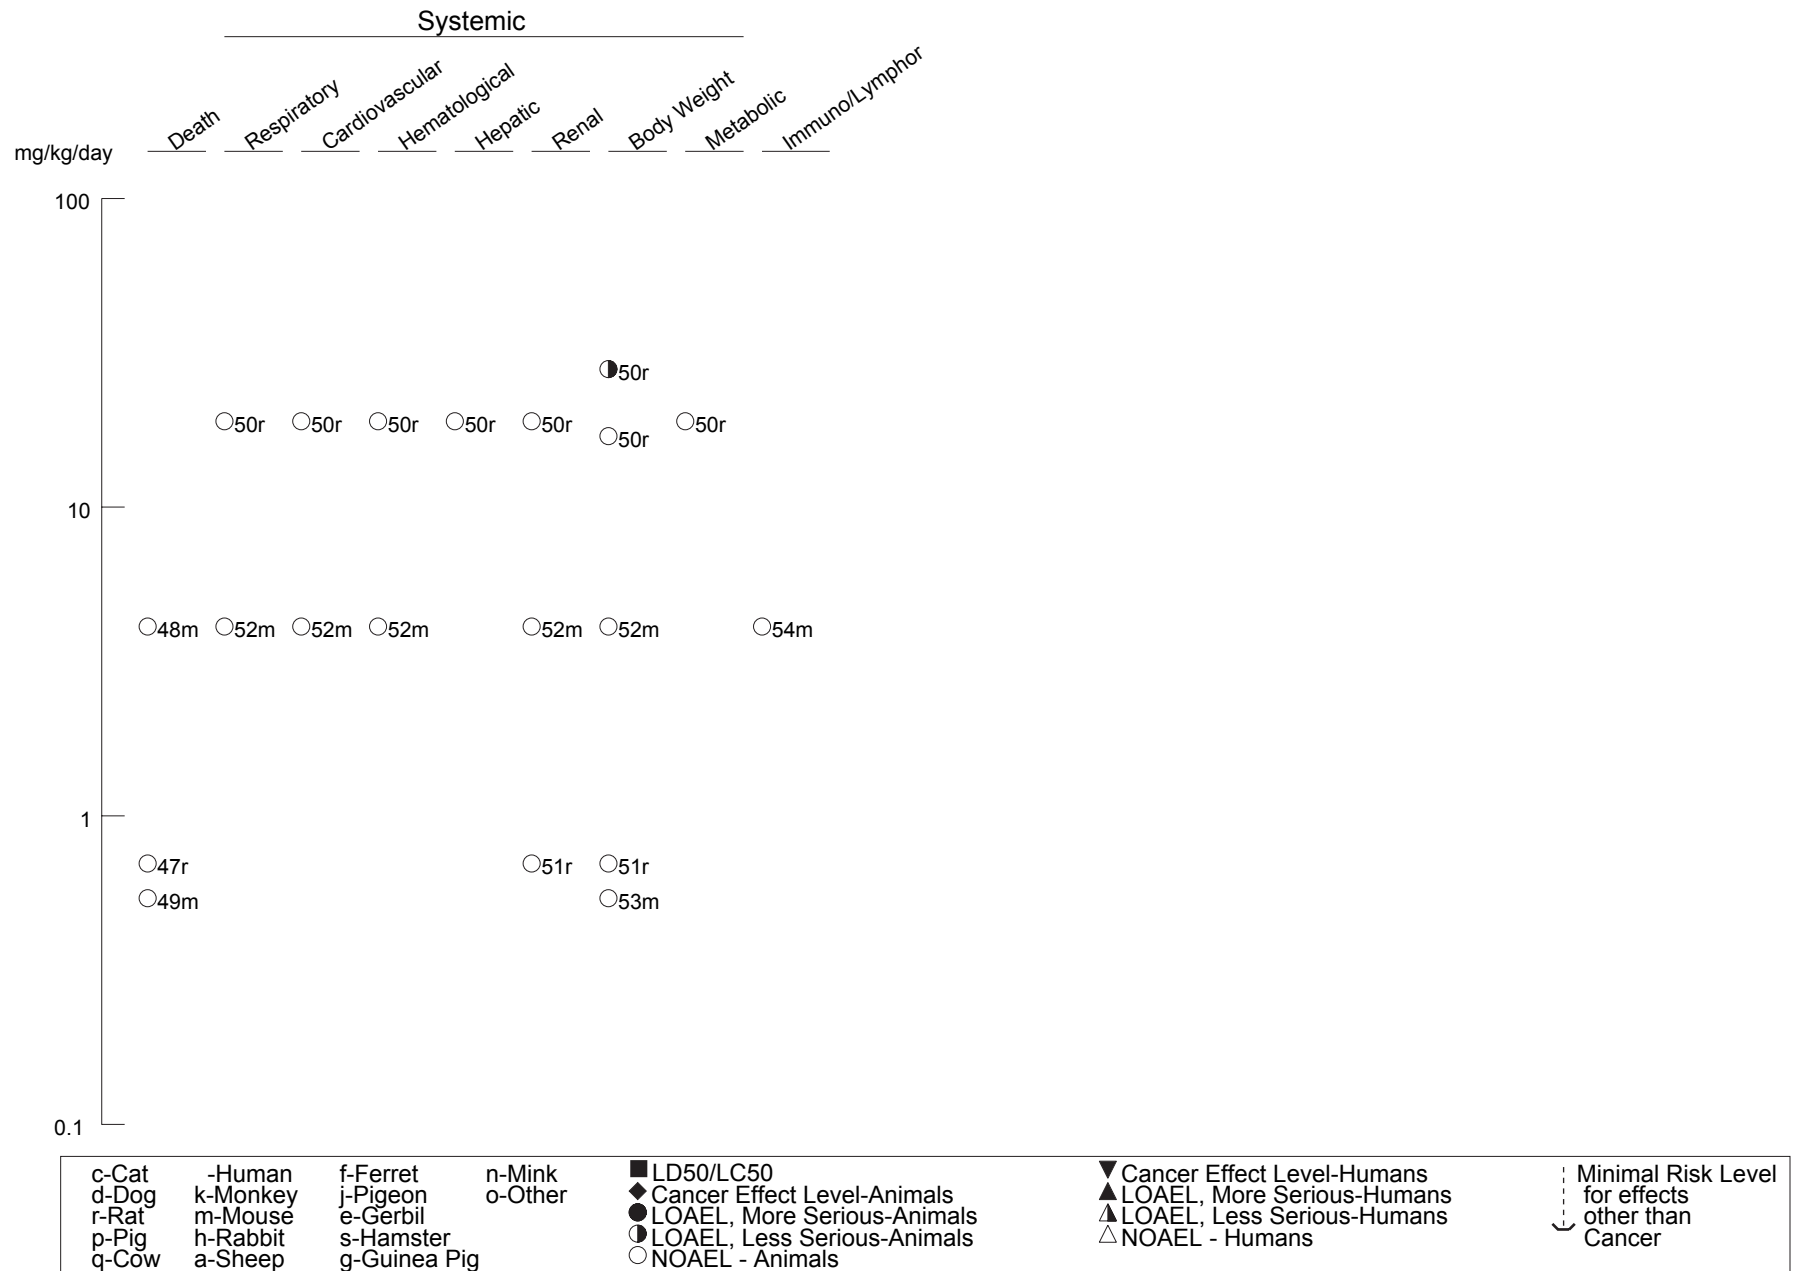 Systemic
Death Respiratory Cardiovascular Hematological Hepatic Renal Body Weight Metabolic Immuno/Lymphor
mg/kg/day
100
50r
50r 50r 50r 50r 50r 50r
50r
10
48m 52m 52m 52m 52m 52m 54m
1
47r 51r 51r
49m 53m
0.1
c-Cat -Human f-Ferret n-Mink LD50/LC50 Cancer Effect Level-Humans Minimal Risk Level
d-Dog k-Monkey j-Pigeon o-Other Cancer Effect Level-Animals LOAEL, More Serious-Humans for effects
r-Rat m-Mouse e-Gerbil LOAEL, More Serious-Animals LOAEL, Less Serious-Humans other than
p-Pig h-Rabbit s-Hamster LOAEL, Less Serious-Animals NOAEL - Humans Cancer
q-Cow a-Sheep g-Guinea Pig NOAEL - Animals